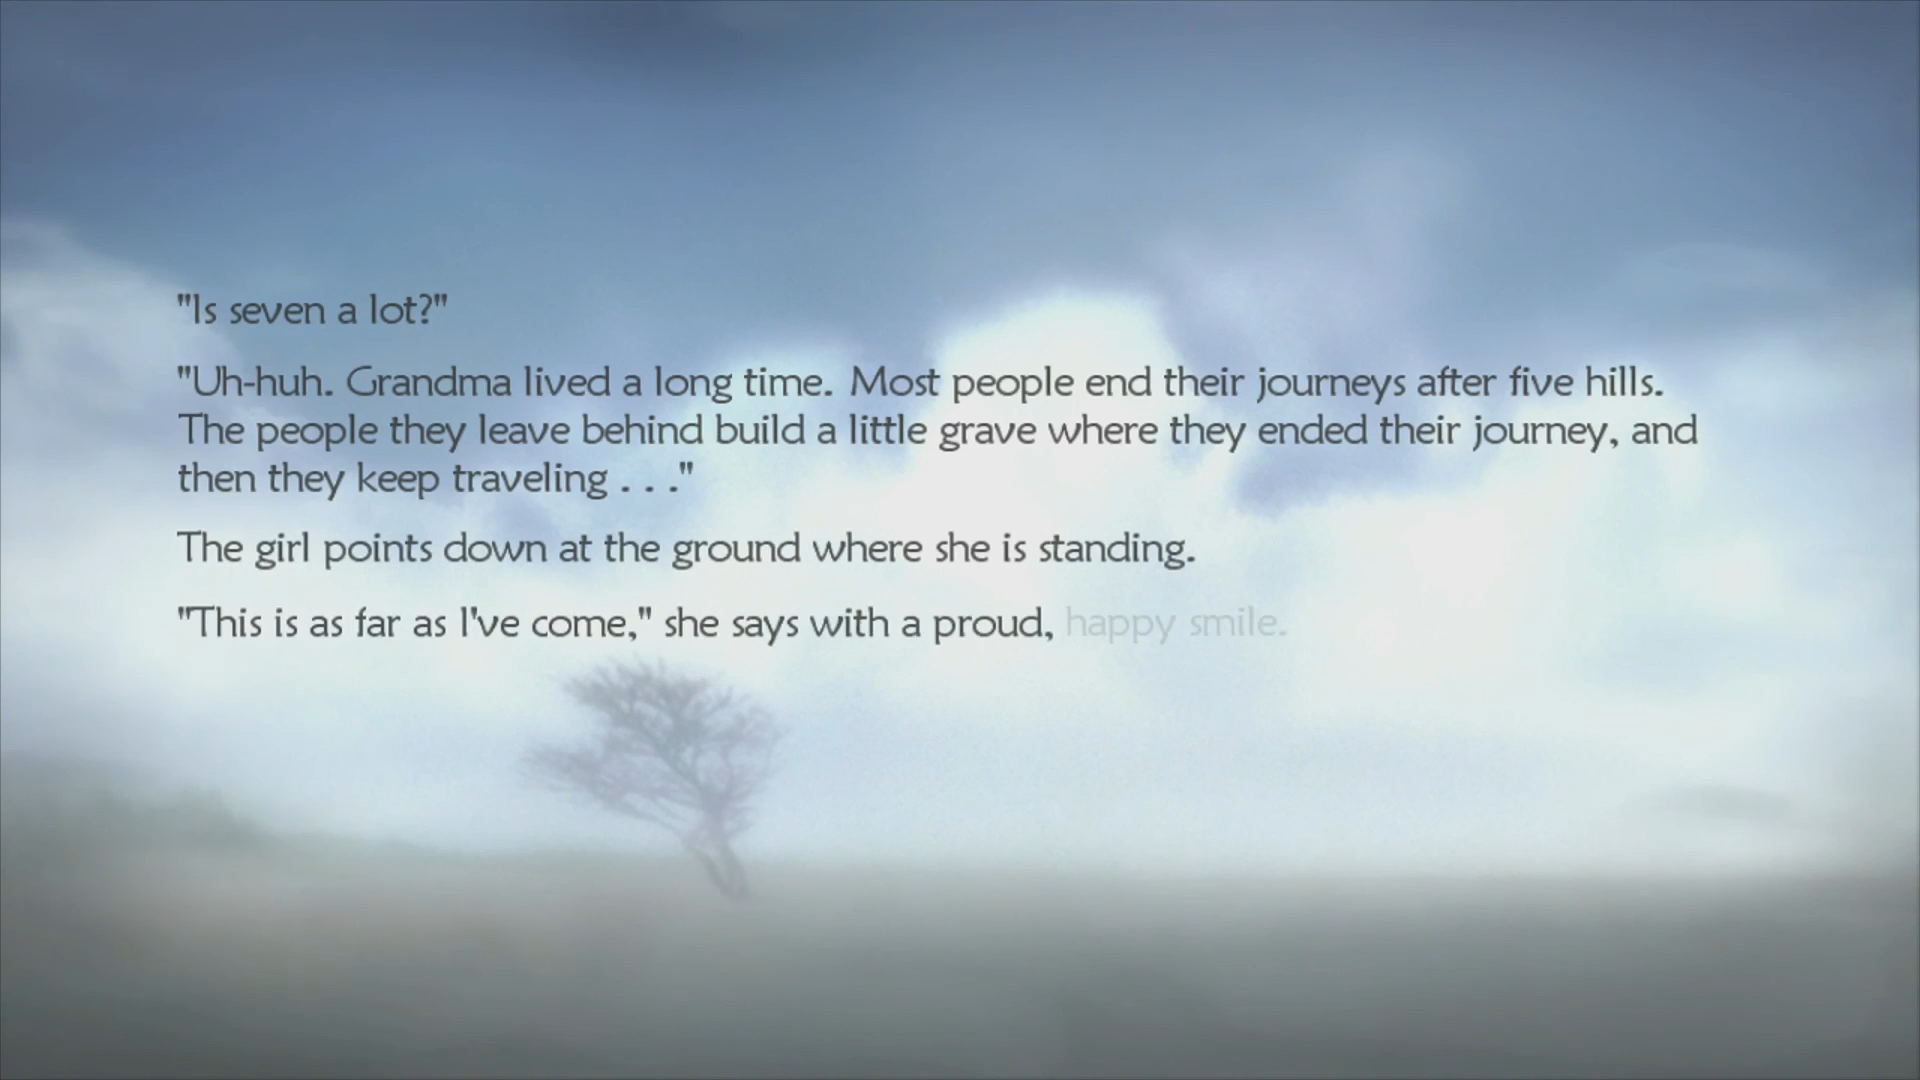 "Is seven a lot?"
"Uh-huh. Grandma lived a long time. Most people end their journeys after five hills.
The people they leave behind build a little grave where they ended their journey, and
then they keep traveling . . ."
The girl points down at the ground where she is standing.
"This is as far as I've come," she says with a proud, happy smile.